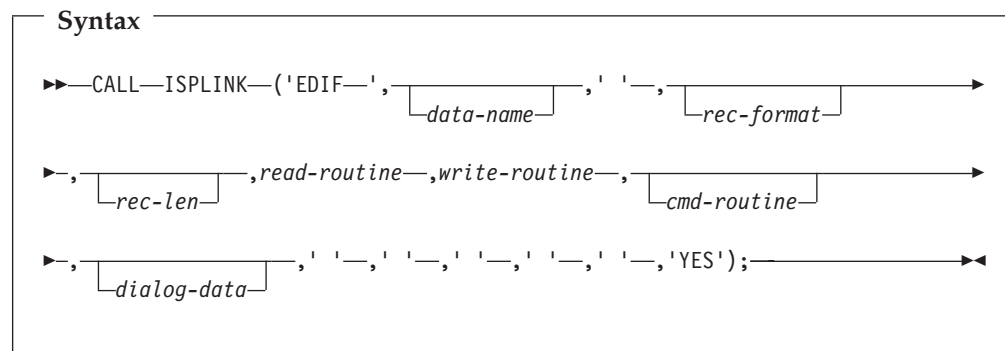 Syntax
►►—CALL—ISPLINK—('EDIF—',—data-name—,' '—,—rec-format—►
►—,—rec-len—,read-routine—,write-routine—,—cmd-routine—►
►—,—dialog-data—,' '—,' '—,' '—,' '—,' '—,'YES');—►◄